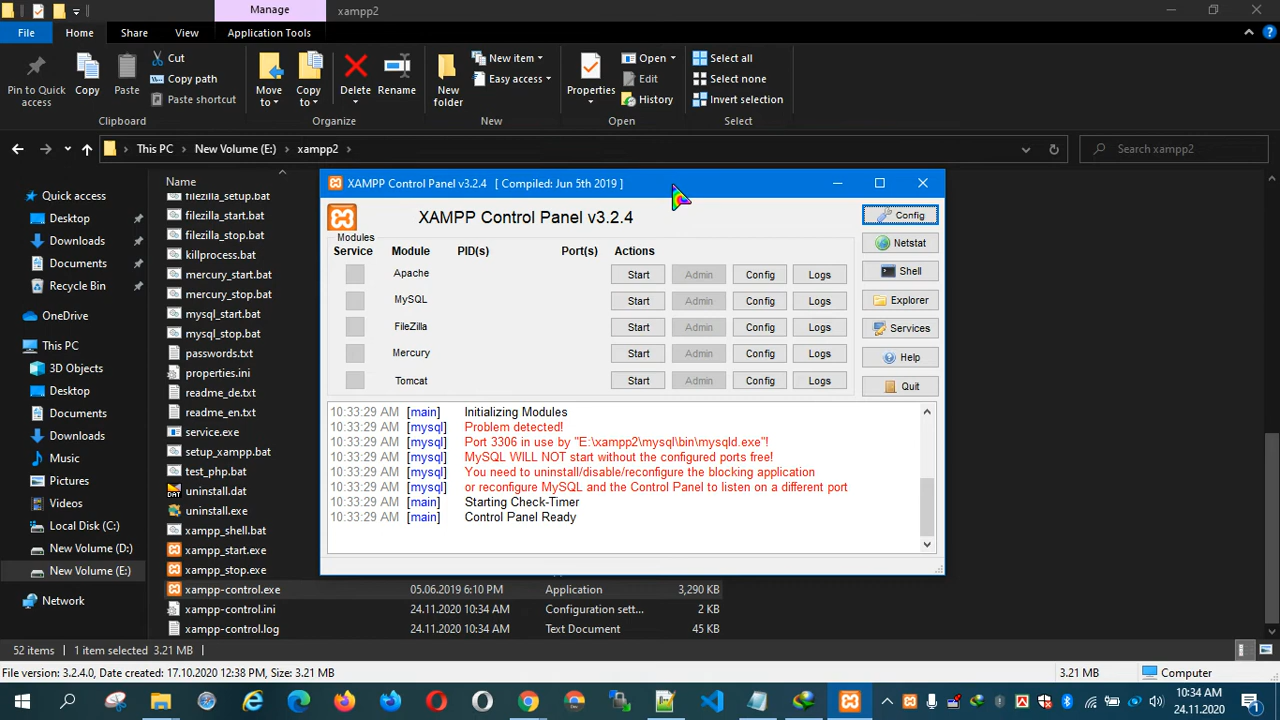 Manage
xampp2
File
Home
Share
View
Application Tools
Pin to Quick access
Copy
Paste
Cut
Copy path
Paste shortcut
Move to
Copy to
Delete
Rename
New folder
New item
Easy access
Properties
Open
Edit
History
Select all
Select none
Invert selection
Clipboard
Organize
New
Open
Select
This PC
New Volume (E:)
xampp2
Search xampp2
Quick access
Desktop
Downloads
Documents
Recycle Bin
OneDrive
This PC
3D Objects
Desktop
Documents
Downloads
Music
Pictures
Videos
Local Disk (C:)
New Volume (D:)
New Volume (E:)
Network
Name
filezilla_setup.bat
filezilla_start.bat
filezilla_stop.bat
killprocess.bat
mercury_start.bat
mercury_stop.bat
mysql_start.bat
mysql_stop.bat
passwords.txt
properties.ini
readme_de.txt
readme_en.txt
service.exe
setup_xampp.bat
test_php.bat
uninstall.dat
uninstall.exe
xampp_shell.bat
xampp_start.exe
xampp_stop.exe
xampp-control.exe 05.06.2019 6:10 PM Application 3,290 KB
xampp-control.ini 24.11.2020 10:34 AM Configuration sett... 2 KB
xampp-control.log 24.11.2020 10:34 AM Text Document 45 KB
XAMPP Control Panel v3.2.4 [ Compiled: Jun 5th 2019 ]
XAMPP Control Panel v3.2.4
Modules
Service Module PID(s) Port(s) Actions
Apache Start Admin Config Logs
MySQL Start Admin Config Logs
FileZilla Start Admin Config Logs
Mercury Start Admin Config Logs
Tomcat Start Admin Config Logs
Config
Netstat
Shell
Explorer
Services
Help
Quit
10:33:29 AM [main] Initializing Modules
10:33:29 AM [mysql] Problem detected!
10:33:29 AM [mysql] Port 3306 in use by "E:\xampp2\mysql\bin\mysqld.exe"!
10:33:29 AM [mysql] MySQL WILL NOT start without the configured ports free!
10:33:29 AM [mysql] You need to uninstall/disable/reconfigure the blocking application
10:33:29 AM [mysql] or reconfigure MySQL and the Control Panel to listen on a different port
10:33:29 AM [main] Starting Check-Timer
10:33:29 AM [main] Control Panel Ready
52 items 1 item selected 3.21 MB
File version: 3.2.4.0, Date created: 17.10.2020 12:38 PM, Size: 3.21 MB
3.21 MB
Computer
10:34 AM
24.11.2020